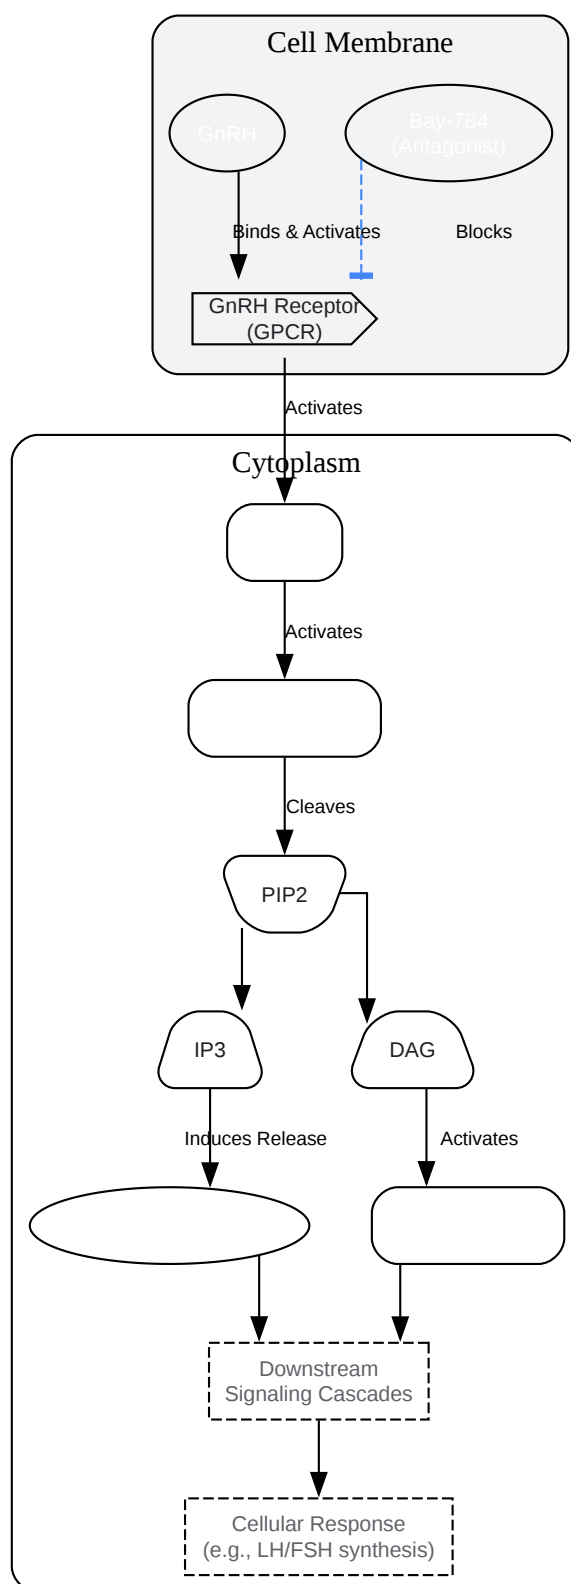 Cell Membrane
GnRH
Bay-784
(Antagonist)
Binds & Activates
Blocks
GnRH Receptor
(GPCR)
Activates
Cytoplasm
Activates
Cleaves
PIP2
IP3
DAG
Induces Release
Activates
Downstream
Signaling Cascades
Cellular Response
(e.g., LH/FSH synthesis)